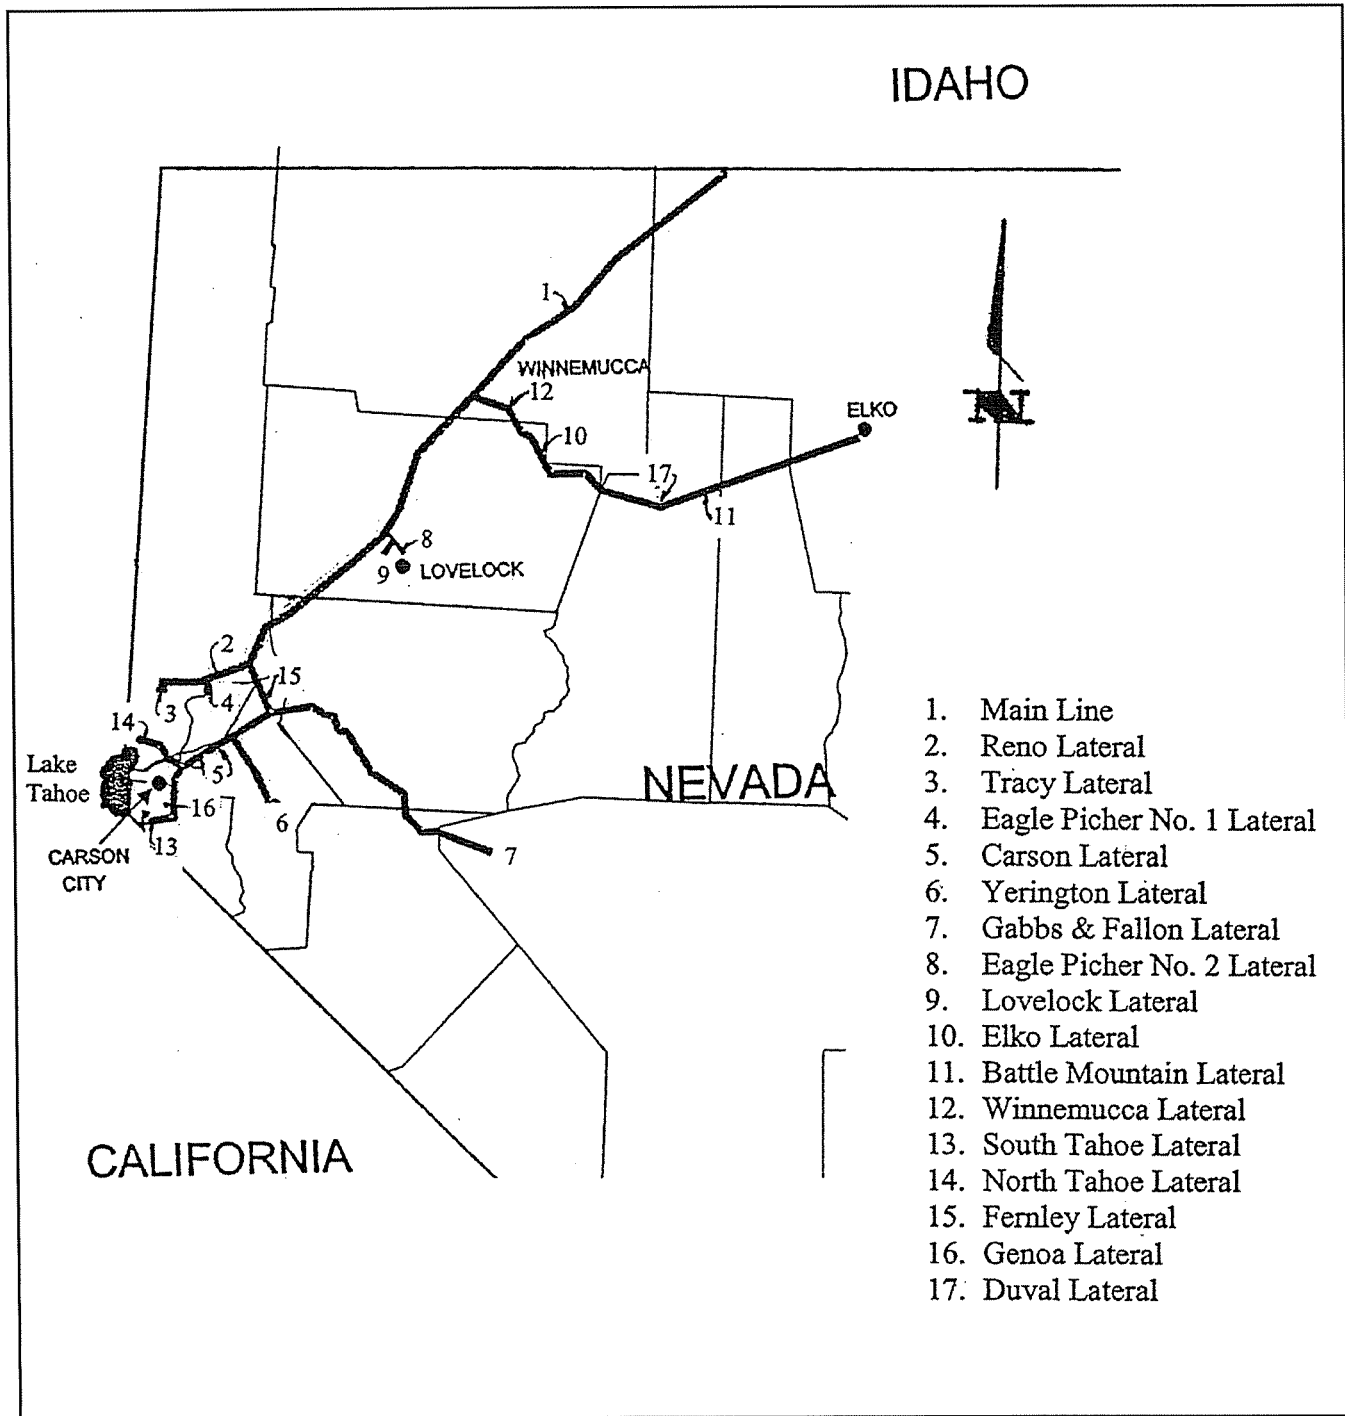 IDAHO
1
WINNEMUCCA
12
ELKO
10
17
11
8
9
LOVELOCK
2
15
3
4
14
Lake
Tahoe
5
NEVADA
16
6
13
CARSON
CITY
7
N
CALIFORNIA
1. Main Line
2. Reno Lateral
3. Tracy Lateral
4. Eagle Picher No. 1 Lateral
5. Carson Lateral
6. Yerington Lateral
7. Gabbs & Fallon Lateral
8. Eagle Picher No. 2 Lateral
9. Lovelock Lateral
10. Elko Lateral
11. Battle Mountain Lateral
12. Winnemucca Lateral
13. South Tahoe Lateral
14. North Tahoe Lateral
15. Fernley Lateral
16. Genoa Lateral
17. Duval Lateral